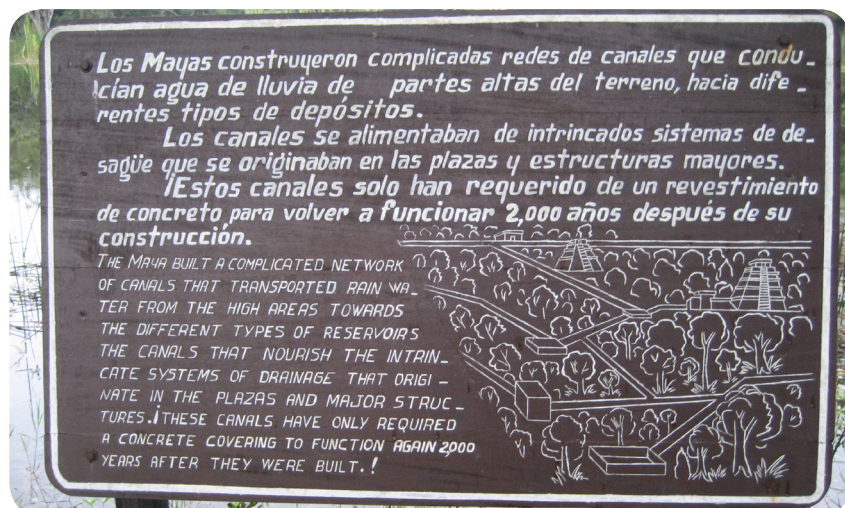 Los Mayas construyeron complicadas redes de canales que condu_
cían agua de lluvia de partes altas del terreno, hacia dife_
rentes tipos de depósitos.
Los canales se alimentaban de intrincados sistemas de de_
sagüe que se originaban en las plazas y estructuras mayores.
¡Estos canales solo han requerido de un revestimiento
de concreto para volver a funcionar 2,000 años después de su
construcción.
THE MAYA BUILT A COMPLICATED NETWORK
OF CANALS THAT TRANSPORTED RAIN WA_
TER FROM THE HIGH AREAS TOWARDS
THE DIFFERENT TYPES OF RESERVOIRS
THE CANALS THAT NOURISH THE INTRIN_
CATE SYSTEMS OF DRAINAGE THAT ORIGI_
NATE IN THE PLAZAS AND MAJOR STRUC_
TURES.¡THESE CANALS HAVE ONLY REQUIRED
A CONCRETE COVERING TO FUNCTION AGAIN 2,000
YEARS AFTER THEY WERE BUILT.!